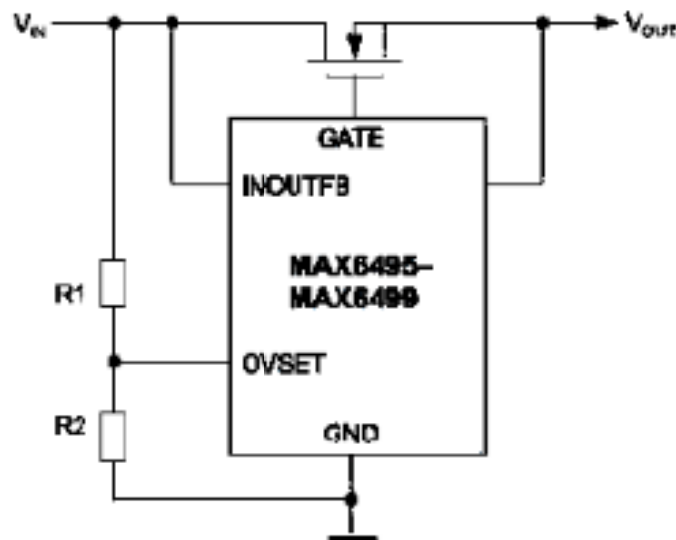 VIN
VOUT
GATE
INOUTFB
MAX6495–
MAX6499
R1
OVSET
R2
GND